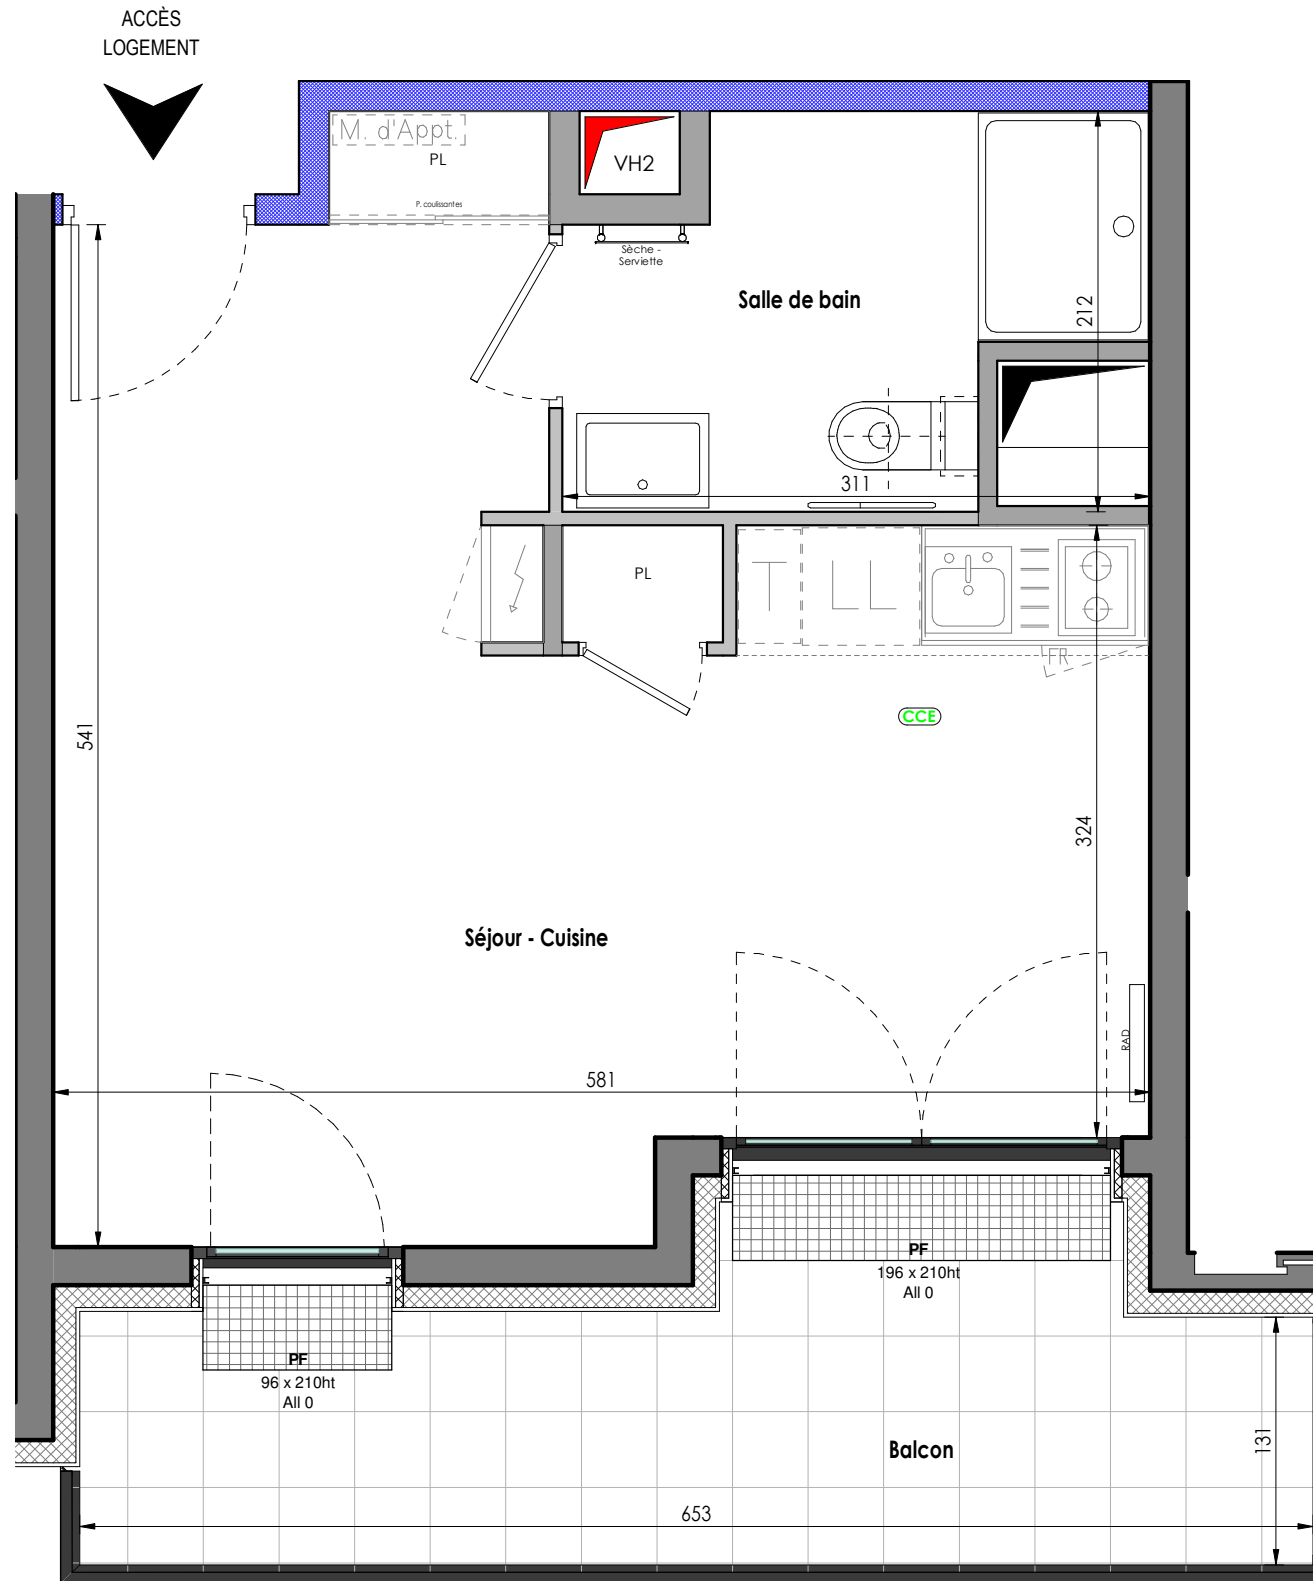 ACCÈS
LOGEMENT
M. d'Appt.
PL
P. coulissantes
VH2
Sèche -
Serviette
Salle de bain
212
311
PL
T
LL
FR
CCE
541
324
Séjour - Cuisine
RAD
581
PF
196 x 210ht
All 0
PF
96 x 210ht
All 0
Balcon
131
653